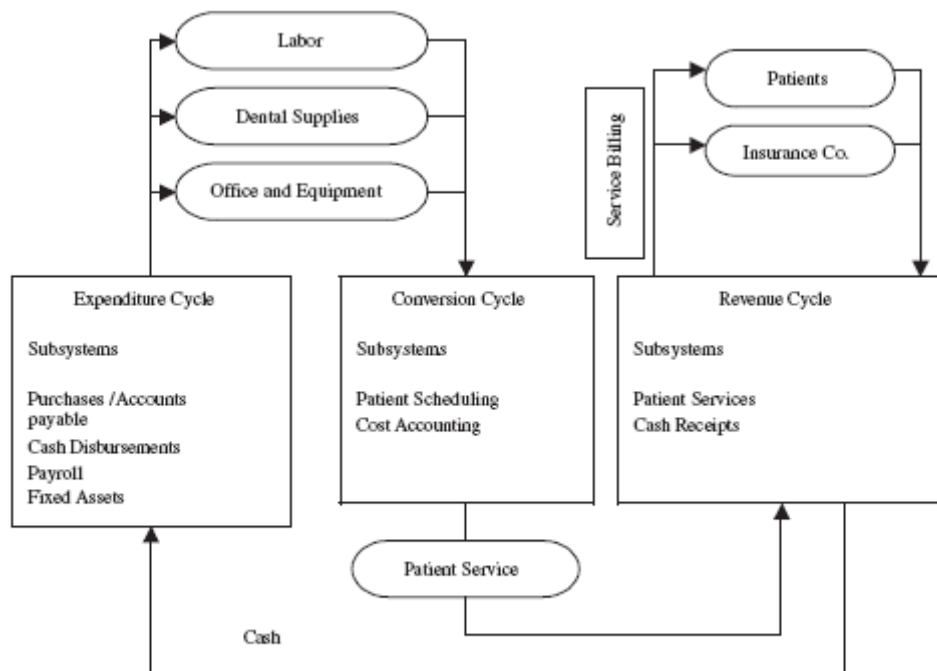 Labor
Dental Supplies
Office and Equipment
Service Billing
Patients
Insurance Co.
Expenditure Cycle
Subsystems
Purchases /Accounts
payable
Cash Disbursements
Payroll
Fixed Assets
Conversion Cycle
Subsystems
Patient Scheduling
Cost Accounting
Revenue Cycle
Subsystems
Patient Services
Cash Receipts
Patient Service
Cash